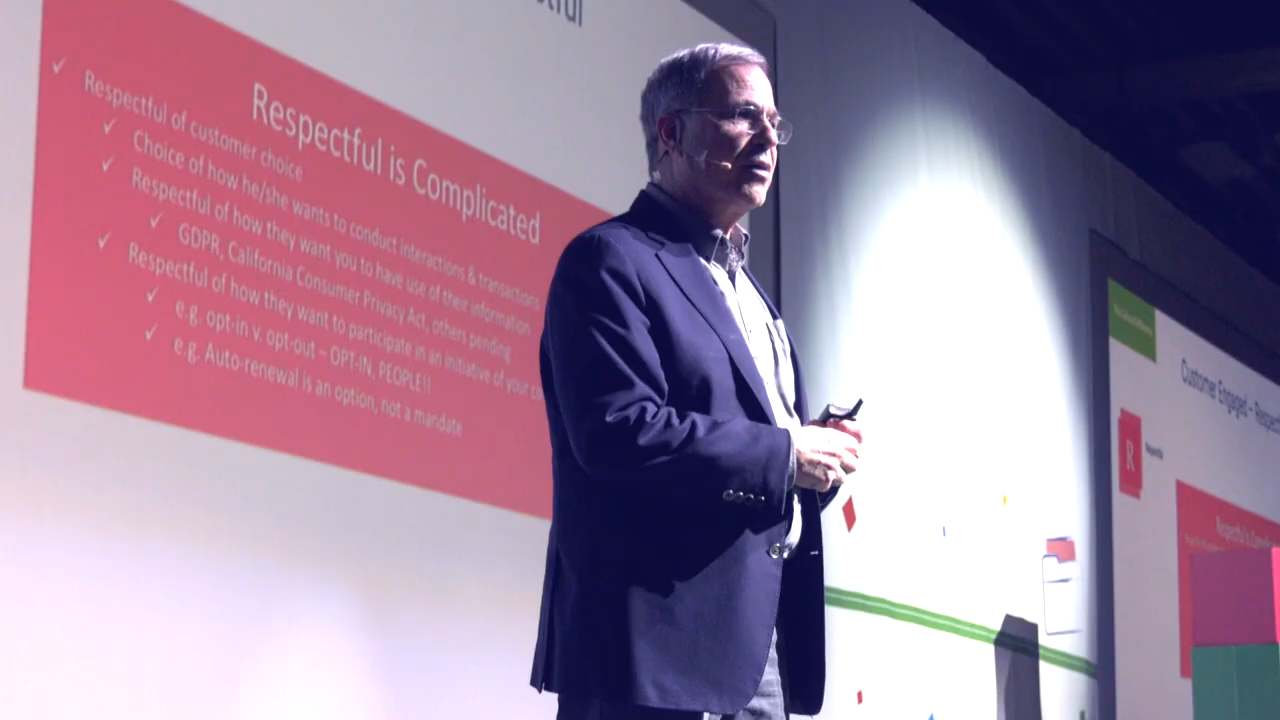 Respectful is Complicated
Respectful of customer choice
Choice of how he/she wants to conduct interactions & transactions
Respectful of how they want you to have use of their information
GDPR, California Consumer Privacy Act, others pending
Respectful of how they want to participate in an initiative of your
e.g. opt-in v. opt-out – OPT-IN, PEOPLE!!
e.g. Auto-renewal is an option, not a mandate
Customer Engaged –
R
Respectful is